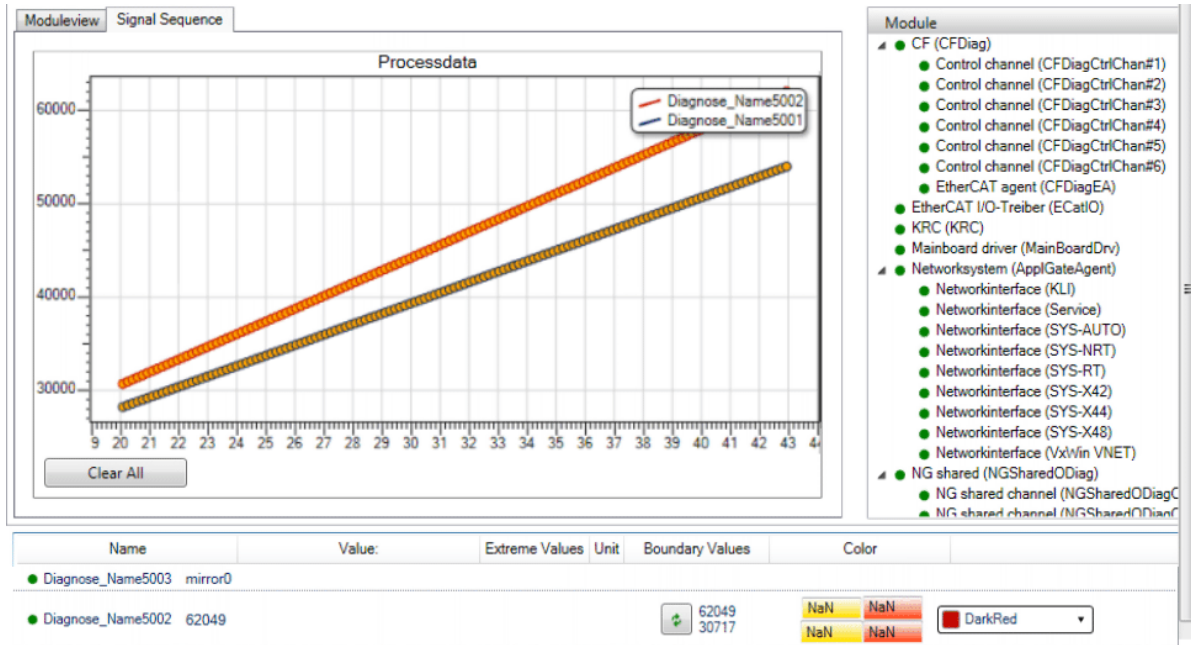 Moduleview Signal Sequence
Processdata
60000
50000
40000
30000
Diagnose_Name5002
Diagnose_Name5001
9 20 21 22 23 24 25 26 27 28 29 30 31 32 33 34 35 36 37 38 39 40 41 42 43 44
Clear All
Module
CF (CFDiag)
Control channel (CFDiagCtrlChan#1)
Control channel (CFDiagCtrlChan#2)
Control channel (CFDiagCtrlChan#3)
Control channel (CFDiagCtrlChan#4)
Control channel (CFDiagCtrlChan#5)
Control channel (CFDiagCtrlChan#6)
EtherCAT agent (CFDiagEA)
EtherCAT I/O-Treiber (ECatIO)
KRC (KRC)
Mainboard driver (MainBoardDrv)
Networksystem (ApplGateAgent)
Networkinterface (KLI)
Networkinterface (Service)
Networkinterface (SYS-AUTO)
Networkinterface (SYS-NRT)
Networkinterface (SYS-RT)
Networkinterface (SYS-X42)
Networkinterface (SYS-X44)
Networkinterface (SYS-X48)
Networkinterface (VxWin VNET)
NG shared (NGSharedODiag)
NG shared channel (NGSharedODiagC
NG shared channel (NGSharedODiagC
Name Value: Extreme Values Unit Boundary Values Color
Diagnose_Name5003 mirror0
Diagnose_Name5002 62049 62049 NaN NaN DarkRed
30717 NaN NaN